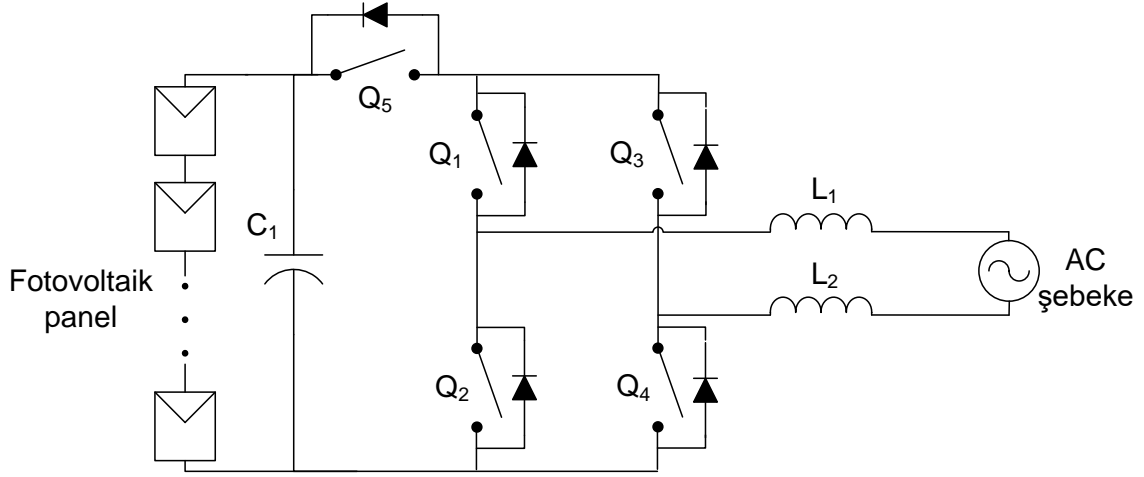 Q₅
Q₁
Q₃
L₁
C₁
L₂
AC
şebeke
Fotovoltaik
panel
Q₂
Q₄